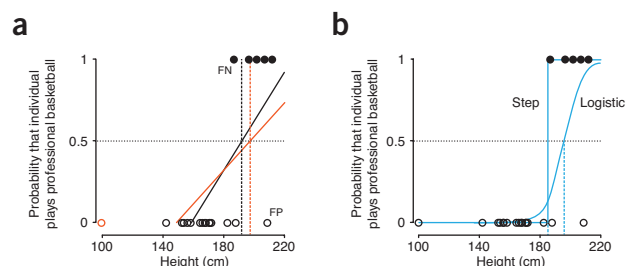 a
Probability that individual
plays professional basketball
1
0.5
0
FN
FP
100
140
180
220
Height (cm)
b
Probability that individual
plays professional basketball
1
0.5
0
Step
Logistic
100
140
180
220
Height (cm)